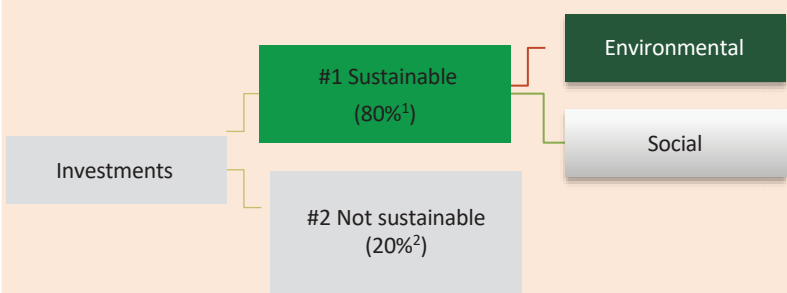 Investments
#1 Sustainable
(80%¹)
#2 Not sustainable
(20%²)
Environmental
Social